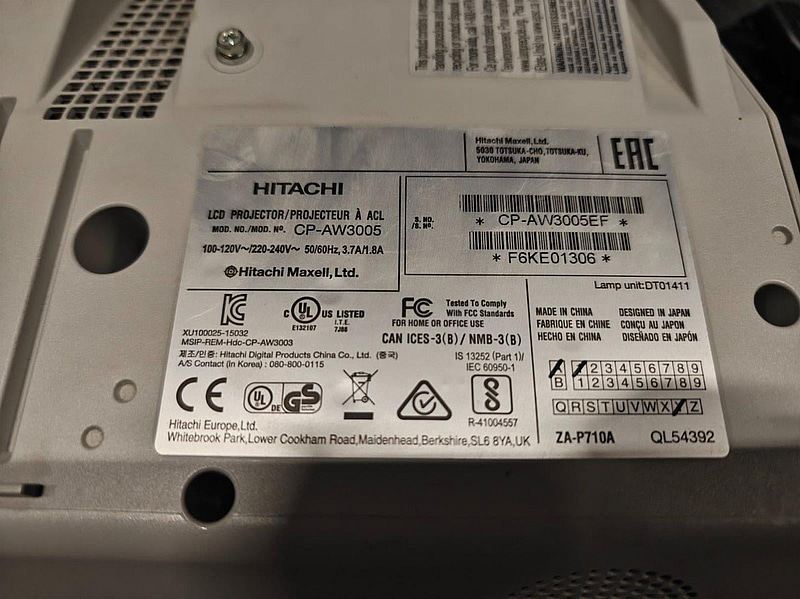 Hitachi Maxell, Ltd.
5030 TOTSUKA-CHO, TOTSUKA-KU,
YOKOHAMA, JAPAN
EAC
HITACHI
LCD PROJECTOR/PROJECTEUR À ACL
MOD. NO./MOD. Nº. CP-AW3005
100-120V~/220-240V~ 50/60Hz, 3.7A/1.8A
Hitachi Maxell, Ltd.
S. NO.
/S. Nº.
* CP-AW3005EF *
* F6KE01306 *
Lamp unit:DT01411
XU100025-15032
MSIP-REM-Hdc-CP-AW3003
제조/인증: Hitachi Digital Products China Co., Ltd. (중국)
A/S Contact (in Korea) : 080-800-0115
C UL US LISTED
I.T.E.
E132107 7J88
FC Tested To Comply
With FCC Standards
FOR HOME OR OFFICE USE
CAN ICES-3(B) / NMB-3(B)
IS 13252 (Part 1)/
IEC 60950-1
R-41004557
CE
UL DE GS
Hitachi Europe,Ltd.
Whitebrook Park,Lower Cookham Road,Maidenhead,Berkshire,SL6 8YA,UK
MADE IN CHINA DESIGNED IN JAPAN
FABRIQUE EN CHINE CONÇU AU JAPON
HECHO EN CHINA DISEÑADO EN JAPÓN
2 3 4 5 6 7 8 9
B 1 2 3 4 5 6 7 8 9
Q R S T U V W X Z
ZA-P710A QL54392